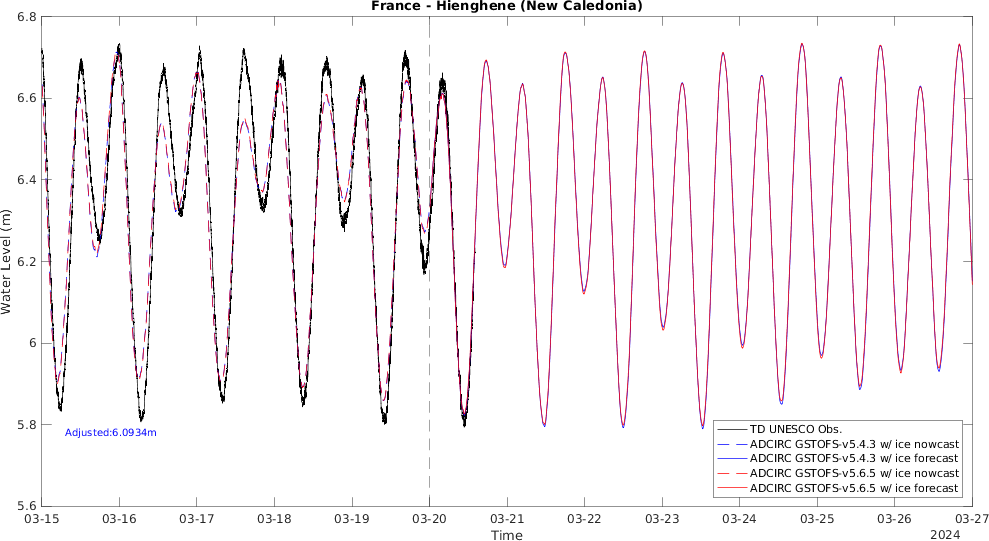 France - Hienghene (New Caledonia)
6.8
6.6
6.4
6.2
6
5.8
5.6
Water Level (m)
Adjusted:6.0934m
TD UNESCO Obs.
ADCIRC GSTOFS-v5.4.3 w/ ice nowcast
ADCIRC GSTOFS-v5.4.3 w/ ice forecast
ADCIRC GSTOFS-v5.6.5 w/ ice nowcast
ADCIRC GSTOFS-v5.6.5 w/ ice forecast
03-15 03-16 03-17 03-18 03-19 03-20 03-21 03-22 03-23 03-24 03-25 03-26 03-27
Time
2024